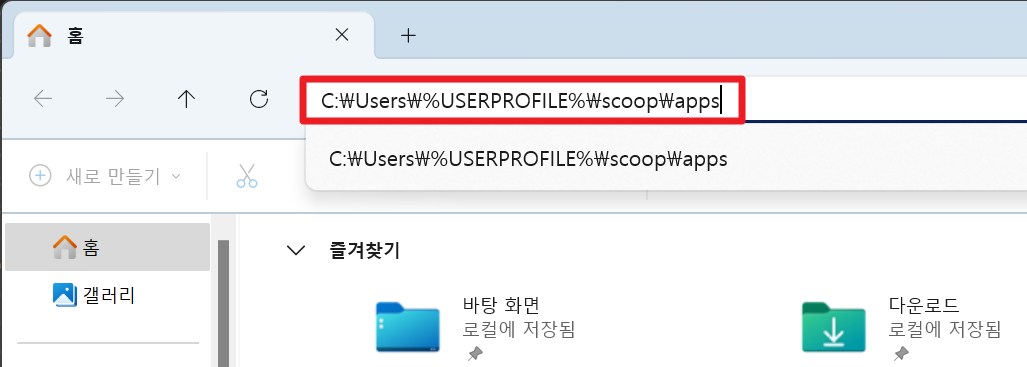 홈
C:₩Users₩%USERPROFILE%₩scoop₩apps
C:₩Users₩%USERPROFILE%₩scoop₩apps
새로 만들기
홈
갤러리
즐겨찾기
바탕 화면
로컬에 저장됨
다운로드
로컬에 저장됨